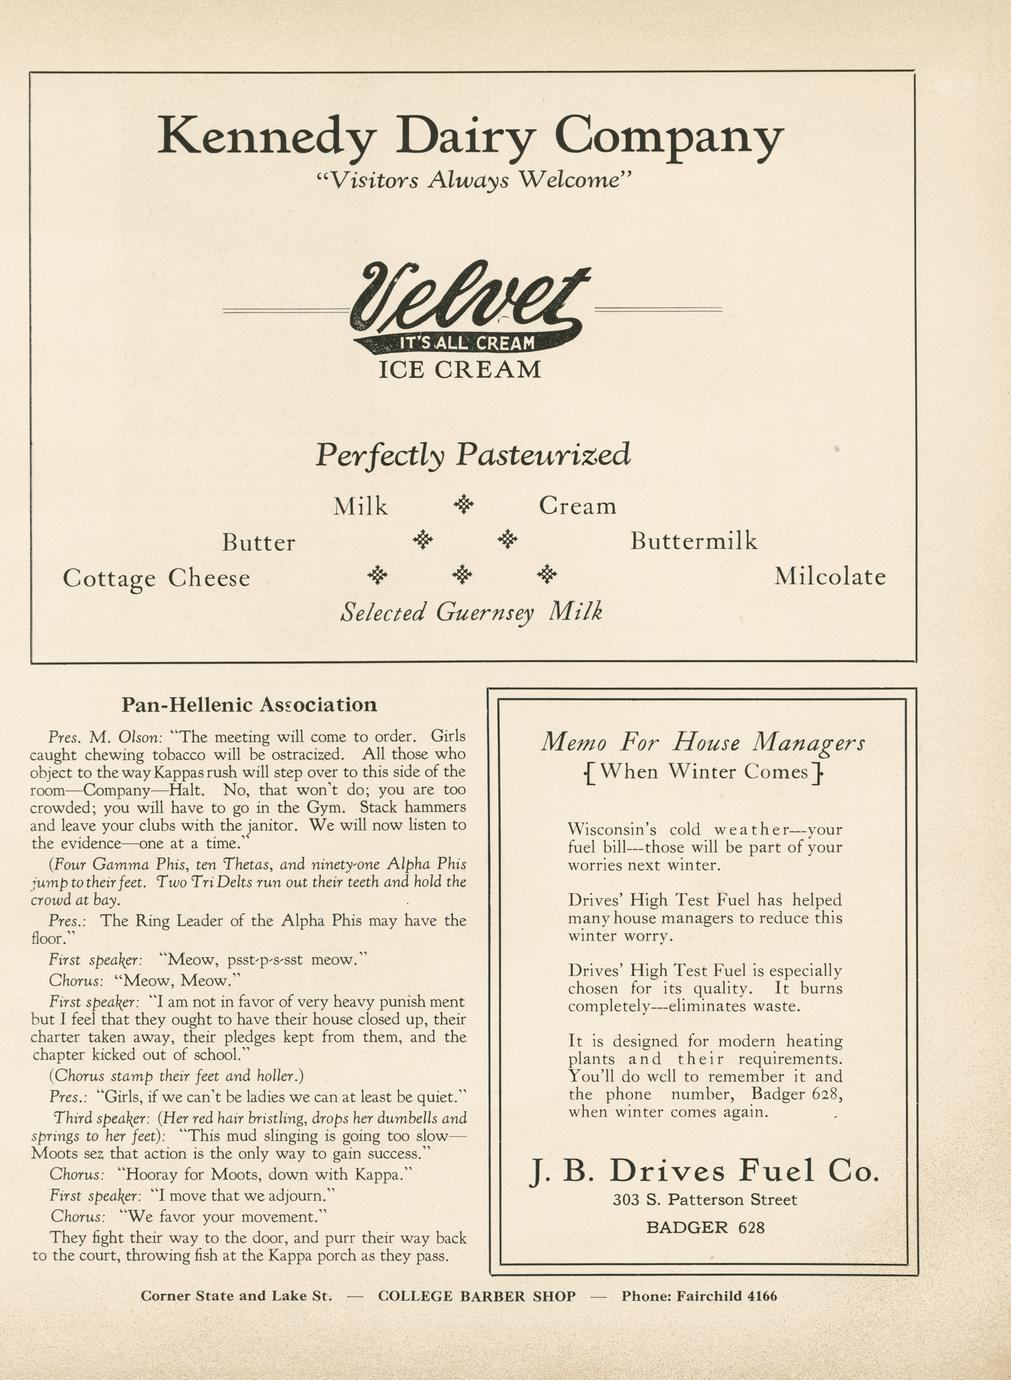 Kennedy Dairy Company
“Visitors Always Welcome”
Velvet
IT'S ALL CREAM
ICE CREAM
Perfectly Pasteurized
Milk Cream
Butter Buttermilk
Cottage Cheese Milcolate
Selected Guernsey Milk
Pan-Hellenic Association
Pres. M. Olson: “The meeting will come to order. Girls
caught chewing tobacco will be ostracized. All those who
object to the way Kappas rush will step over to this side of the
room—Company—Halt. No, that won't do; you are too
crowded; you will have to go in the Gym. Stack hammers
and leave your clubs with the janitor. We will now listen to
the evidence—one at a time.”
(Four Gamma Phis, ten Thetas, and ninety-one Alpha Phis
jump to their feet. Two Tri Delts run out their teeth and hold the
crowd at bay.
Pres.: The Ring Leader of the Alpha Phis may have the
floor.”
First speaker: “Meow, psst-p-s-sst meow.”
Chorus: “Meow, Meow.”
First speaker: “I am not in favor of very heavy punish ment
but I feel that they ought to have their house closed up, their
charter taken away, their pledges kept from them, and the
chapter kicked out of school.”
(Chorus stamp their feet and holler.)
Pres.: “Girls, if we can't be ladies we can at least be quiet.”
Third speaker: (Her red hair bristling, drops her dumbells and
springs to her feet): “This mud slinging is going too slow—
Moots sez that action is the only way to gain success.”
Chorus: “Hooray for Moots, down with Kappa.”
First speaker: “I move that we adjourn.”
Chorus: “We favor your movement.”
They fight their way to the door, and purr their way back
to the court, throwing fish at the Kappa porch as they pass.
Memo For House Managers
{When Winter Comes}
Wisconsin's cold weather---your
fuel bill---those will be part of your
worries next winter.
Drives' High Test Fuel has helped
many house managers to reduce this
winter worry.
Drives' High Test Fuel is especially
chosen for its quality. It burns
completely---eliminates waste.
It is designed for modern heating
plants and their requirements.
You'll do well to remember it and
the phone number, Badger 628,
when winter comes again.
J. B. Drives Fuel Co.
303 S. Patterson Street
BADGER 628
Corner State and Lake St. — COLLEGE BARBER SHOP — Phone: Fairchild 4166